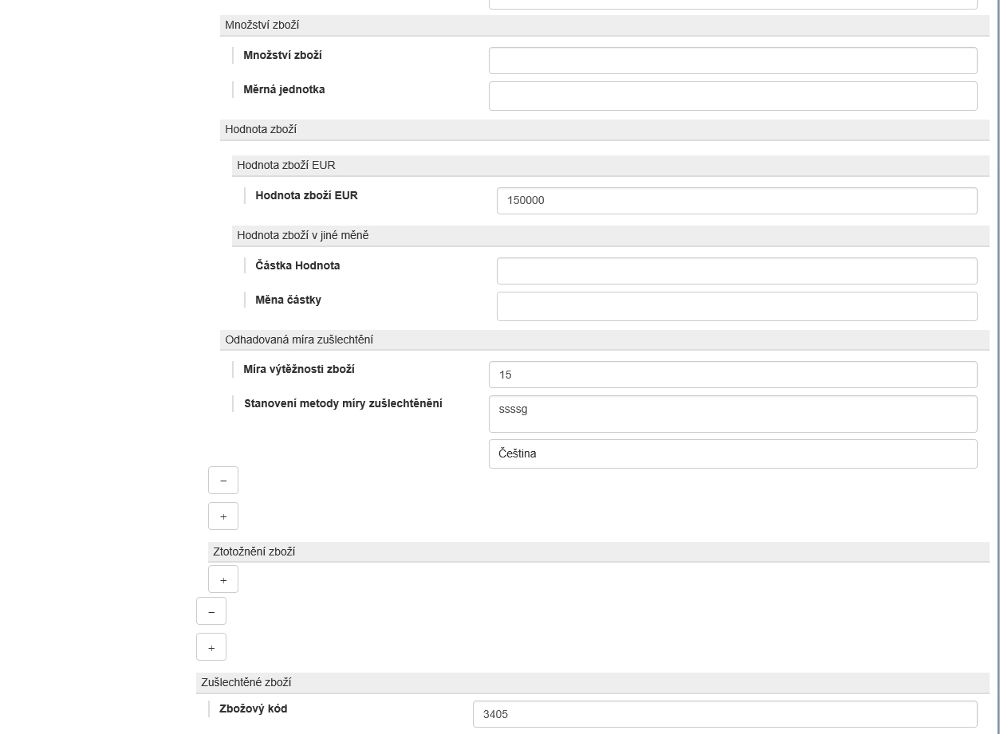 Množství zboží
Množství zboží
Měrná jednotka
Hodnota zboží
Hodnota zboží EUR
Hodnota zboží EUR 150000
Hodnota zboží v jiné měně
Částka Hodnota
Měna částky
Odhadovaná míra zušlechtění
Míra výtěžnosti zboží 15
Stanovení metody míry zušlechtěnění ssssg
Čeština
−
+
Ztotožnění zboží
+
−
+
Zušlechtěné zboží
Zbožový kód 3405